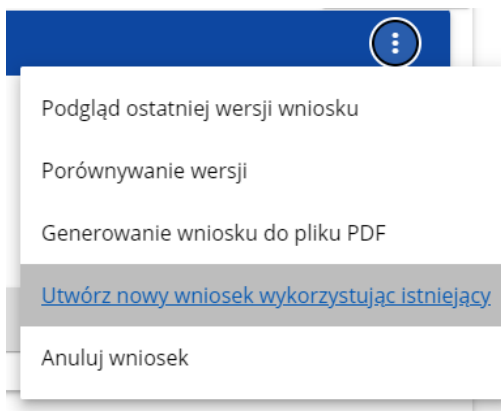 Podgląd ostatniej wersji wniosku
Porównywanie wersji
Generowanie wniosku do pliku PDF
Utwórz nowy wniosek wykorzystując istniejący
Anuluj wniosek